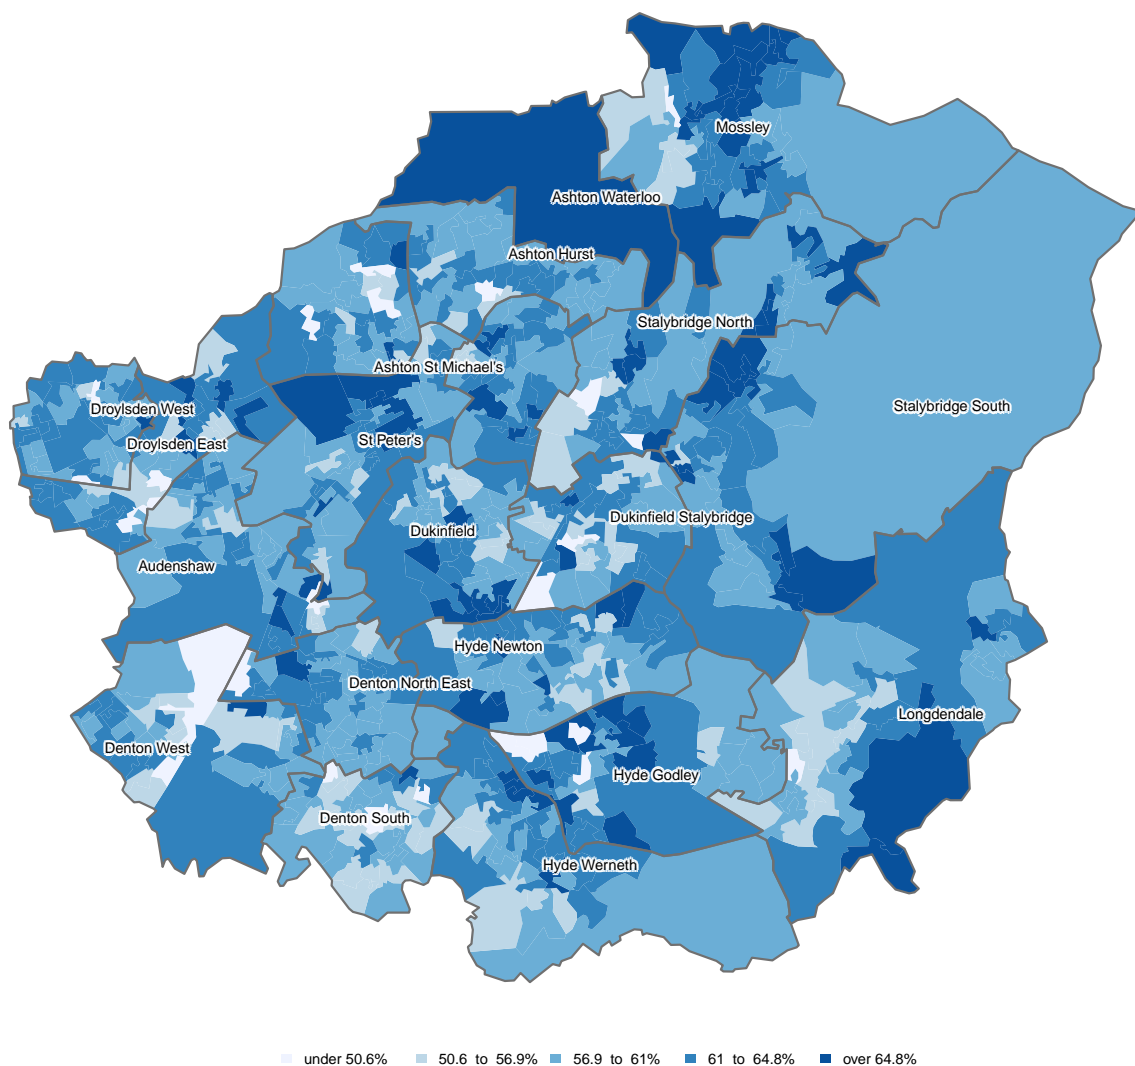 Mossley
Ashton Waterloo
Ashton Hurst
Stalybridge North
Ashton St Michael's
Stalybridge South
Droylsden West
Droylsden East
St Peter's
Dukinfield
Dukinfield Stalybridge
Audenshaw
Hyde Newton
Denton North East
Longdendale
Denton West
Hyde Godley
Denton South
Hyde Werneth
under 50.6% 50.6 to 56.9% 56.9 to 61% 61 to 64.8% over 64.8%